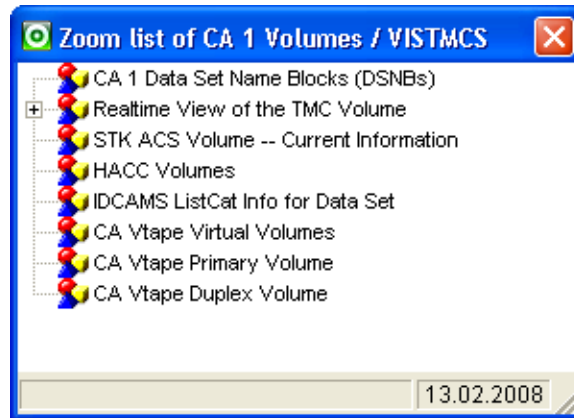 Zoom list of CA 1 Volumes / VISTMCS
CA 1 Data Set Name Blocks (DSNBs)
Realtime View of the TMC Volume
STK ACS Volume -- Current Information
HACC Volumes
IDCAMS ListCat Info for Data Set
CA Vtape Virtual Volumes
CA Vtape Primary Volume
CA Vtape Duplex Volume
13.02.2008